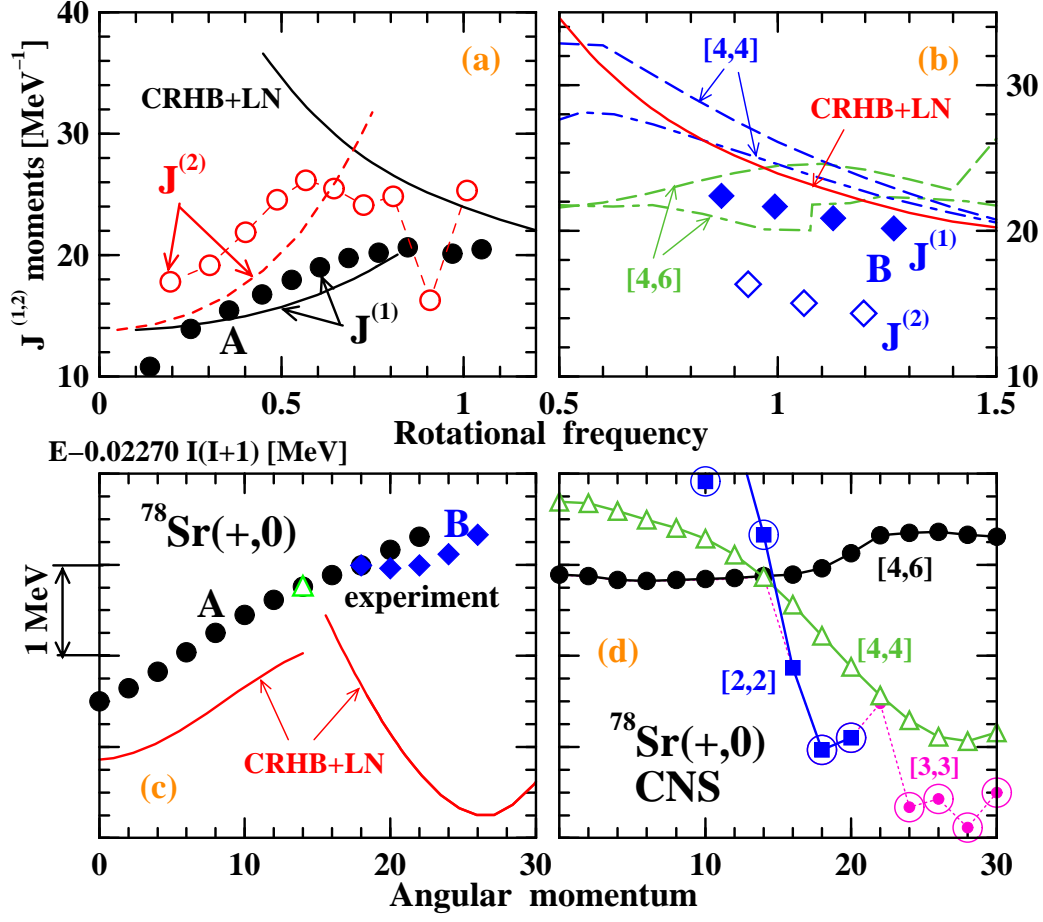 J (1,2) moments [MeV−1]
40
30
20
10
(a)
CRHB+LN
J(2)
A
J(1)
0
0.5
1
(b)
[4,4]
CRHB+LN
[4,6]
B
J(1)
J(2)
30
20
10
0.5
1
1.5
Rotational frequency
E−0.02270 I(I+1) [MeV]
78Sr(+,0)
B
A
experiment
1 MeV
CRHB+LN
(c)
0
10
20
30
[4,6]
(d)
[4,4]
[2,2]
78Sr(+,0)
CNS
[3,3]
10
20
30
Angular momentum